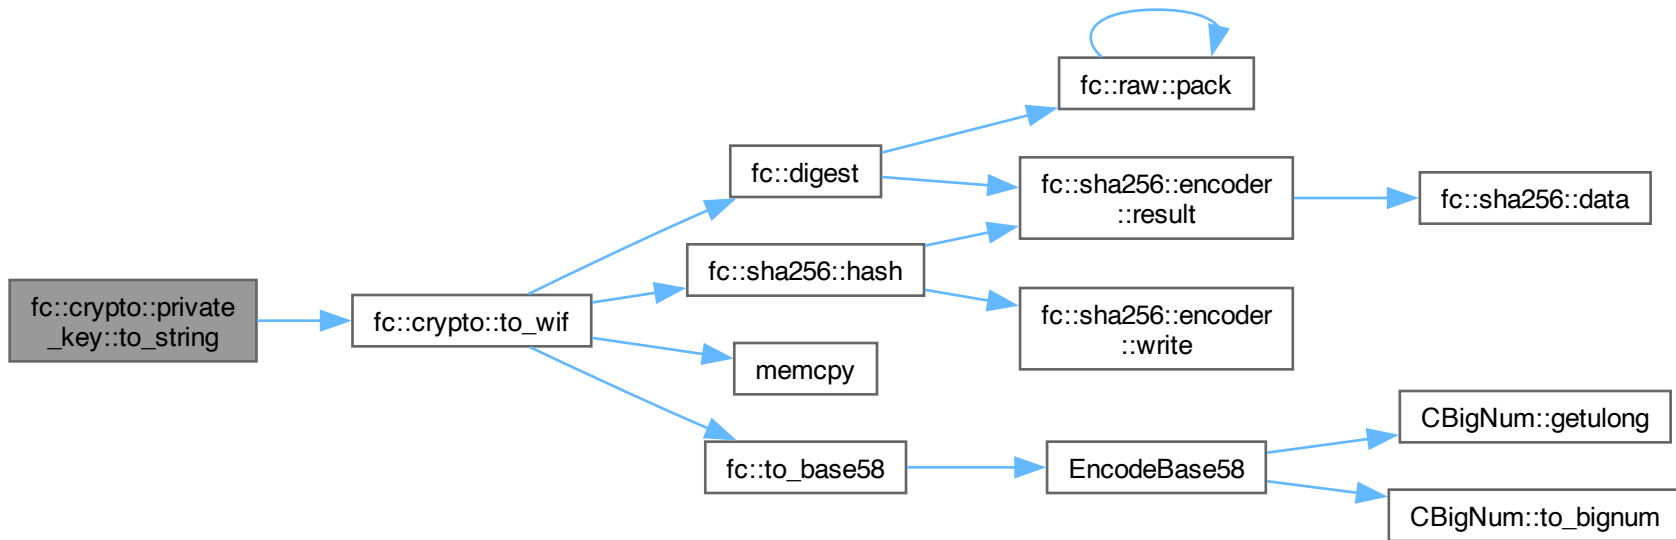 fc::raw::pack
fc::digest
fc::sha256::encoder
::result
fc::sha256::data
fc::sha256::hash
fc::crypto::private
_key::to_string
fc::crypto::to_wif
fc::sha256::encoder
::write
memcpy
CBigNum::getulong
fc::to_base58
EncodeBase58
CBigNum::to_bignum